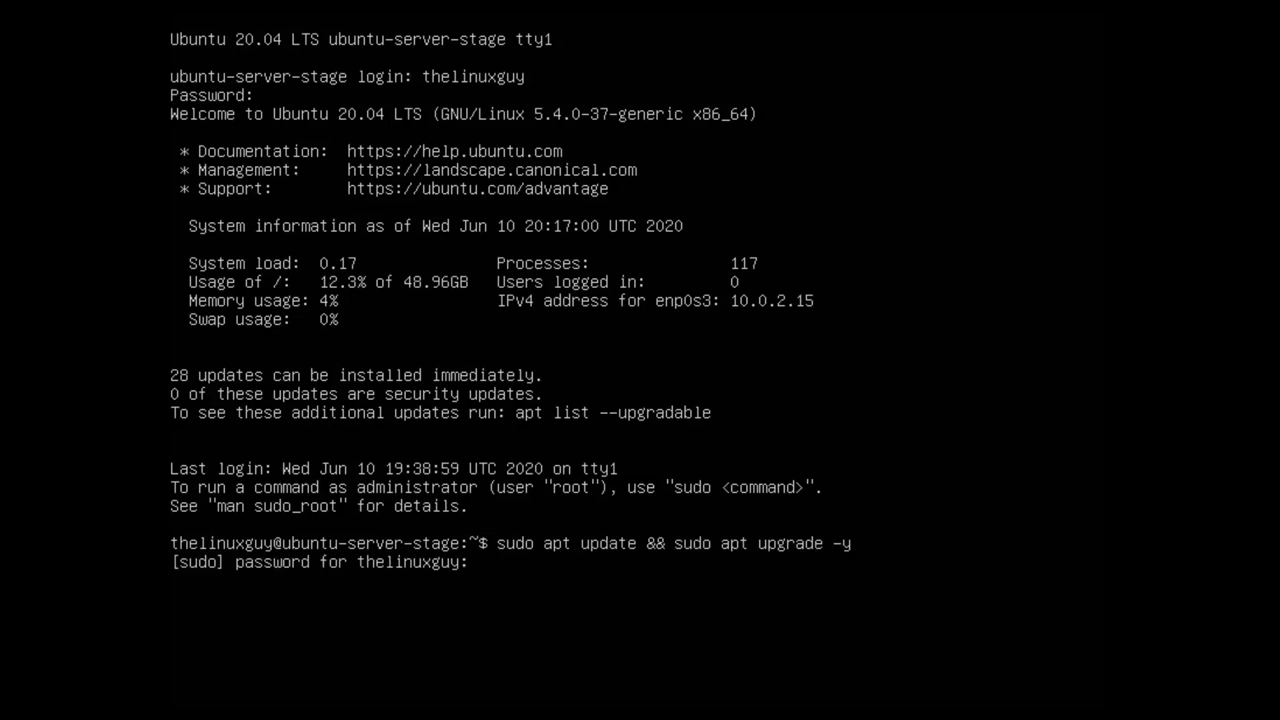 Ubuntu 20.04 LTS ubuntu-server-stage tty1
ubuntu-server-stage login: thelinuxguy
Password:
Welcome to Ubuntu 20.04 LTS (GNU/Linux 5.4.0-37-generic x86_64)
* Documentation: https://help.ubuntu.com
* Management: https://landscape.canonical.com
* Support: https://ubuntu.com/advantage
System information as of Wed Jun 10 20:17:00 UTC 2020
System load: 0.17 Processes: 117
Usage of /: 12.3% of 48.96GB Users logged in: 0
Memory usage: 4% IPv4 address for enp0s3: 10.0.2.15
Swap usage: 0%
28 updates can be installed immediately.
0 of these updates are security updates.
To see these additional updates run: apt list --upgradable
Last login: Wed Jun 10 19:38:59 UTC 2020 on tty1
To run a command as administrator (user "root"), use "sudo <command>".
See "man sudo_root" for details.
thelinuxguy@ubuntu-server-stage:~$ sudo apt update && sudo apt upgrade -y
[sudo] password for thelinuxguy: